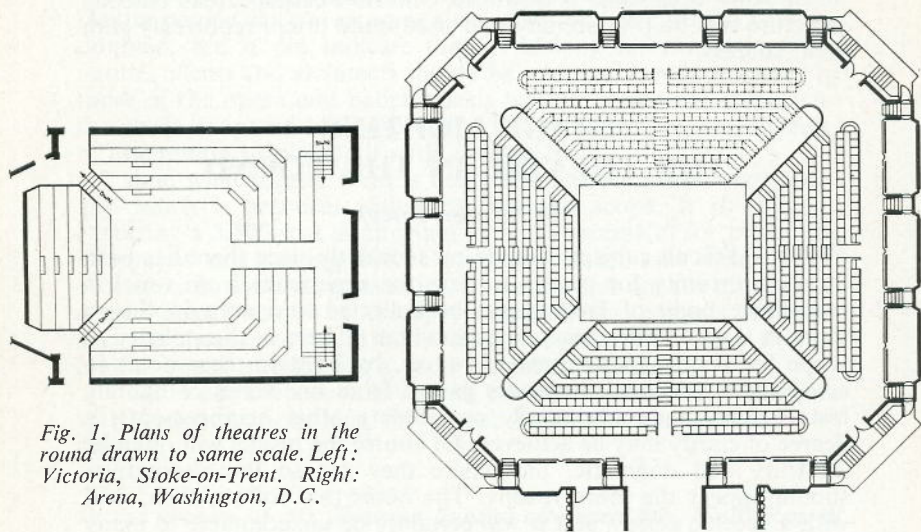 Fig. 1. Plans of theatres in the
round drawn to same scale. Left:
Victoria, Stoke-on-Trent. Right:
Arena, Washington, D.C.